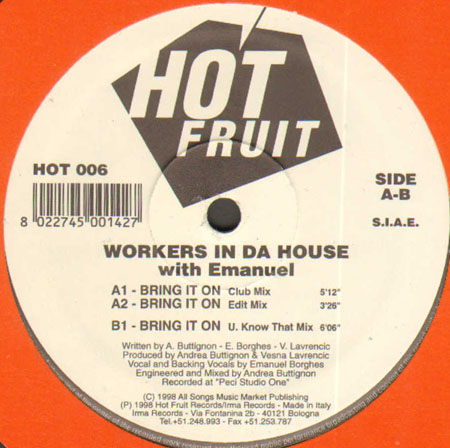 HOT
FRUIT
HOT 006
8 022745 001427
SIDE
A-B
S.I.A.E.
WORKERS IN DA HOUSE
with Emanuel
A1 - BRING IT ON Club Mix 5'12"
A2 - BRING IT ON Edit Mix 3'26"
B1 - BRING IT ON U. Know That Mix 6'06"
Written by A. Buttignon - E. Borghes - V. Lavrencic
Produced by Andrea Buttignon & Vesna Lavrencic
Vocal and Backing Vocals by Emanuel Borghes
Engineered and Mixed by Andrea Buttignon
Recorded at "Peci Studio One"
(C) 1998 All Songs Music Market Publishing
(P) 1998 Hot Fruit Records/Irma Records - Made in Italy
Irma Records - Via Fontanina 2b - 40121 Bologna
Tel.+51.248.993 - Fax +51.253.787